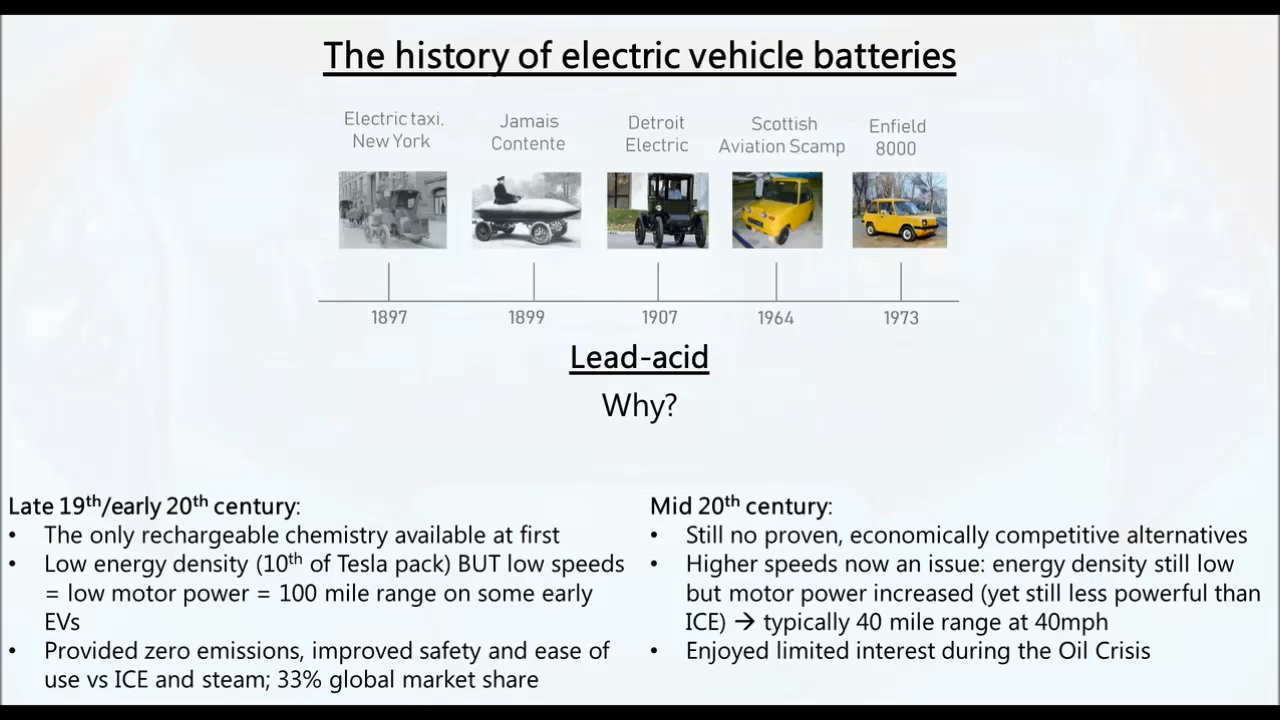 The history of electric vehicle batteries
Electric taxi,
New York
Jamais
Contente
Detroit
Electric
Scottish
Aviation Scamp
Enfield
8000
1897
1899
1907
1964
1973
Lead-acid
Why?
Late 19th/early 20th century:
• The only rechargeable chemistry available at first
• Low energy density (10th of Tesla pack) BUT low speeds
= low motor power = 100 mile range on some early
EVs
• Provided zero emissions, improved safety and ease of
use vs ICE and steam; 33% global market share
Mid 20th century:
• Still no proven, economically competitive alternatives
• Higher speeds now an issue: energy density still low
but motor power increased (yet still less powerful than
ICE) → typically 40 mile range at 40mph
• Enjoyed limited interest during the Oil Crisis